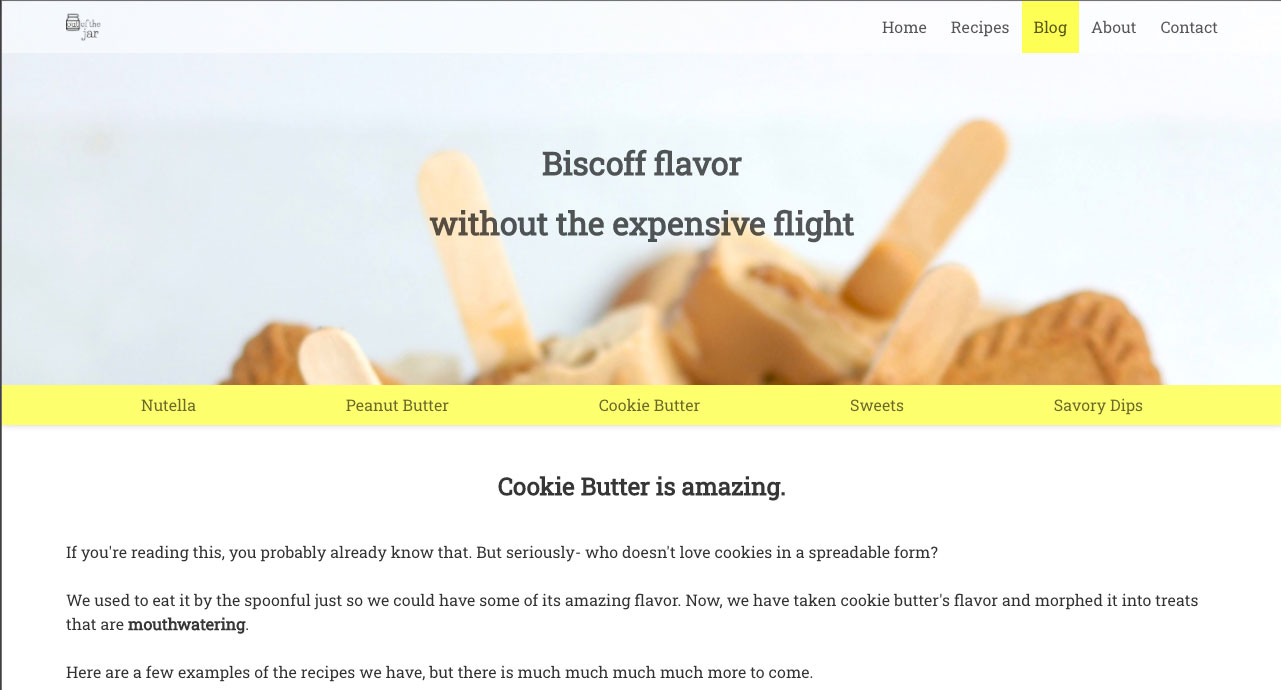 out of the
jar
Home Recipes Blog About Contact
Biscoff flavor
without the expensive flight
Nutella Peanut Butter Cookie Butter Sweets Savory Dips
Cookie Butter is amazing.
If you're reading this, you probably already know that. But seriously- who doesn't love cookies in a spreadable form?
We used to eat it by the spoonful just so we could have some of its amazing flavor. Now, we have taken cookie butter's flavor and morphed it into treats
that are mouthwatering.
Here are a few examples of the recipes we have, but there is much much much much more to come.